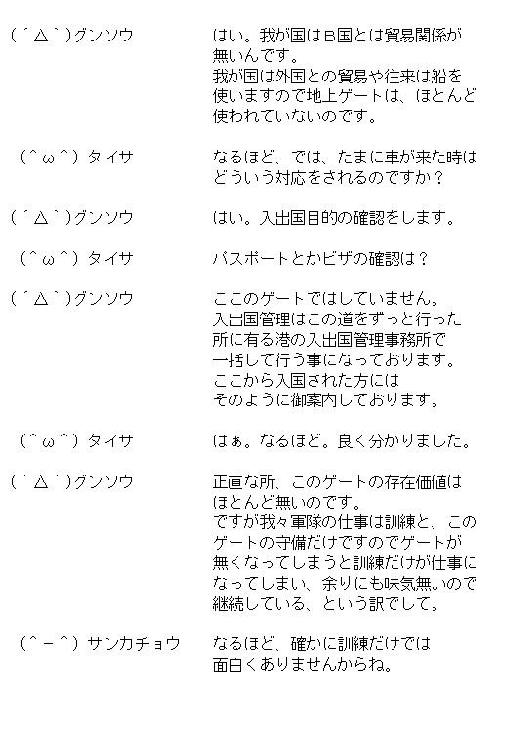 (´△｀)グンソウ　はい。我が国はＢ国とは貿易関係が
無いんです。
我が国は外国との貿易や往来は船を
使いますので地上ゲートは、ほとんど
使われていないのです。
(＾ω＾) タイサ　なるほど、では、たまに車が来た時は
どういう対応をされるのですか？
(´△｀)グンソウ　はい。入出国目的の確認をします。
(＾ω＾) タイサ　パスポートとかビザの確認は？
(´△｀)グンソウ　ここのゲートではしていません。
入出国管理はこの道をずっと行った
所に有る港の入出国管理事務所で
一括して行う事になっております。
ここから入国された方には
そのように御案内しております。
(＾ω＾) タイサ　はぁ。なるほど。良く分かりました。
(´△｀)グンソウ　正直な所、このゲートの存在価値は
ほとんど無いのです。
ですが我々軍隊の仕事は訓練と、この
ゲートの守備だけですのでゲートが
無くなってしまうと訓練だけが仕事に
なってしまい、余りにも味気無いので
継続している、という訳でして。
(＾－＾) サンカチョウ　なるほど、確かに訓練だけでは
面白くありませんからね。